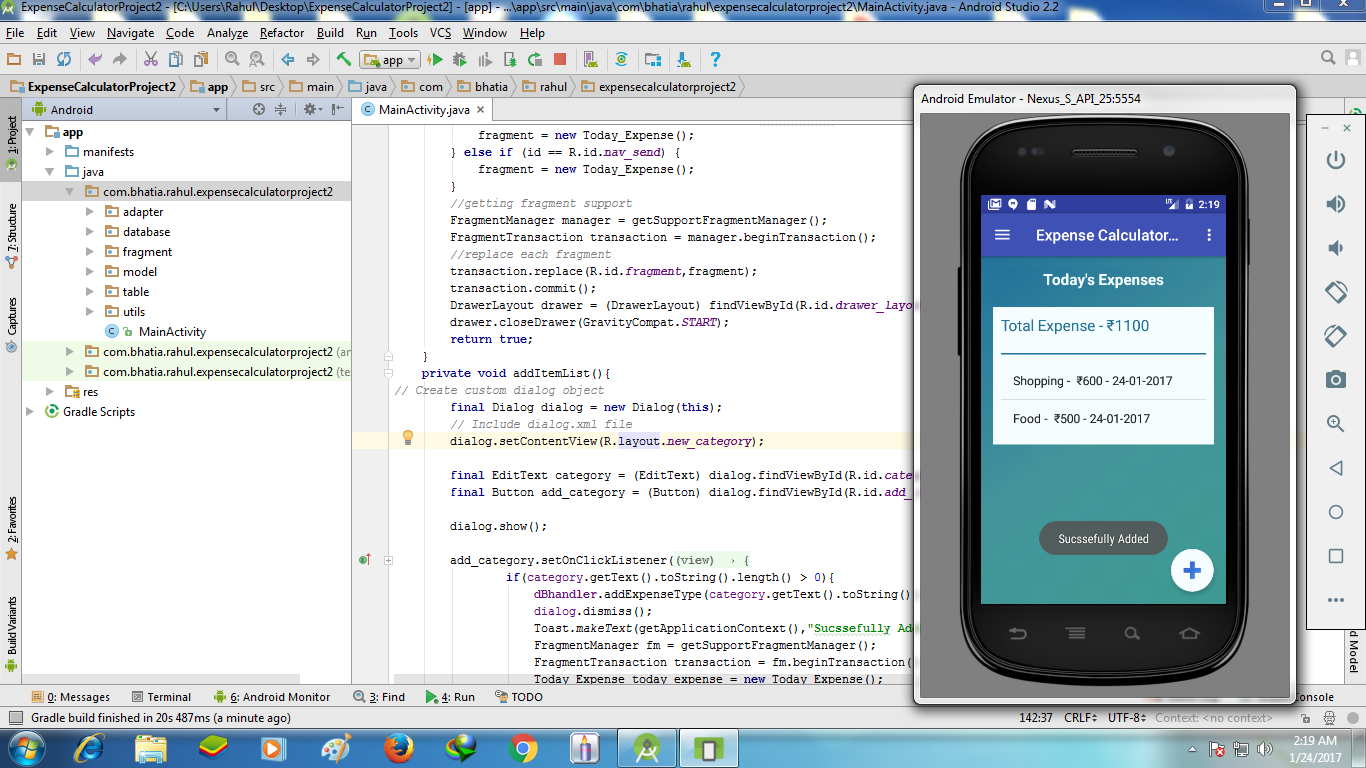 ExpenseCalculatorProject2 - [C:\Users\Rahul\Desktop\ExpenseCalculatorProject2] - [app] - ...\app\src\main\java\com\bhatia\rahul\expensecalculatorproject2\MainActivity.java - Android Studio 2.2
File Edit View Navigate Code Analyze Refactor Build Run Tools VCS Window Help
app
ExpenseCalculatorProject2 app src main java com bhatia rahul expensecalculatorproject2
Android
MainActivity.java
1: Project
7: Structure
Captures
2: Favorites
Build Variants
app
manifests
java
com.bhatia.rahul.expensecalculatorproject2
adapter
database
fragment
model
table
utils
MainActivity
com.bhatia.rahul.expensecalculatorproject2 (an
com.bhatia.rahul.expensecalculatorproject2 (te
res
Gradle Scripts
fragment = new Today_Expense();
} else if (id == R.id.nav_send) {
fragment = new Today_Expense();
}
//getting fragment support
FragmentManager manager = getSupportFragmentManager();
FragmentTransaction transaction = manager.beginTransaction();
//replace each fragment
transaction.replace(R.id.fragment,fragment);
transaction.commit();
DrawerLayout drawer = (DrawerLayout) findViewById(R.id.drawer_layo
drawer.closeDrawer(GravityCompat.START);
return true;
}
private void addItemList(){
// Create custom dialog object
final Dialog dialog = new Dialog(this);
// Include dialog.xml file
dialog.setContentView(R.layout.new_category);
final EditText category = (EditText) dialog.findViewById(R.id.cate
final Button add_category = (Button) dialog.findViewById(R.id.add_
dialog.show();
add_category.setOnClickListener((view) › {
if(category.getText().toString().length() > 0){
dBhandler.addExpenseType(category.getText().toString()
dialog.dismiss();
Toast.makeText(getApplicationContext(),"Sucssefully Ad
FragmentManager fm = getSupportFragmentManager();
FragmentTransaction transaction = fm.beginTransaction(
Today_Expense today_expense = new Today_Expense();
Android Emulator - Nexus_S_API_25:5554
LTE 2:19
Expense Calculator...
Today's Expenses
Total Expense - ₹1100
Shopping - ₹600 - 24-01-2017
Food - ₹500 - 24-01-2017
Sucssefully Added
d Model
0: Messages Terminal 6: Android Monitor 3: Find 4: Run TODO onsole
Gradle build finished in 20s 487ms (a minute ago) 142:37 CRLF UTF-8 Context: <no context>
2:19 AM
1/24/2017